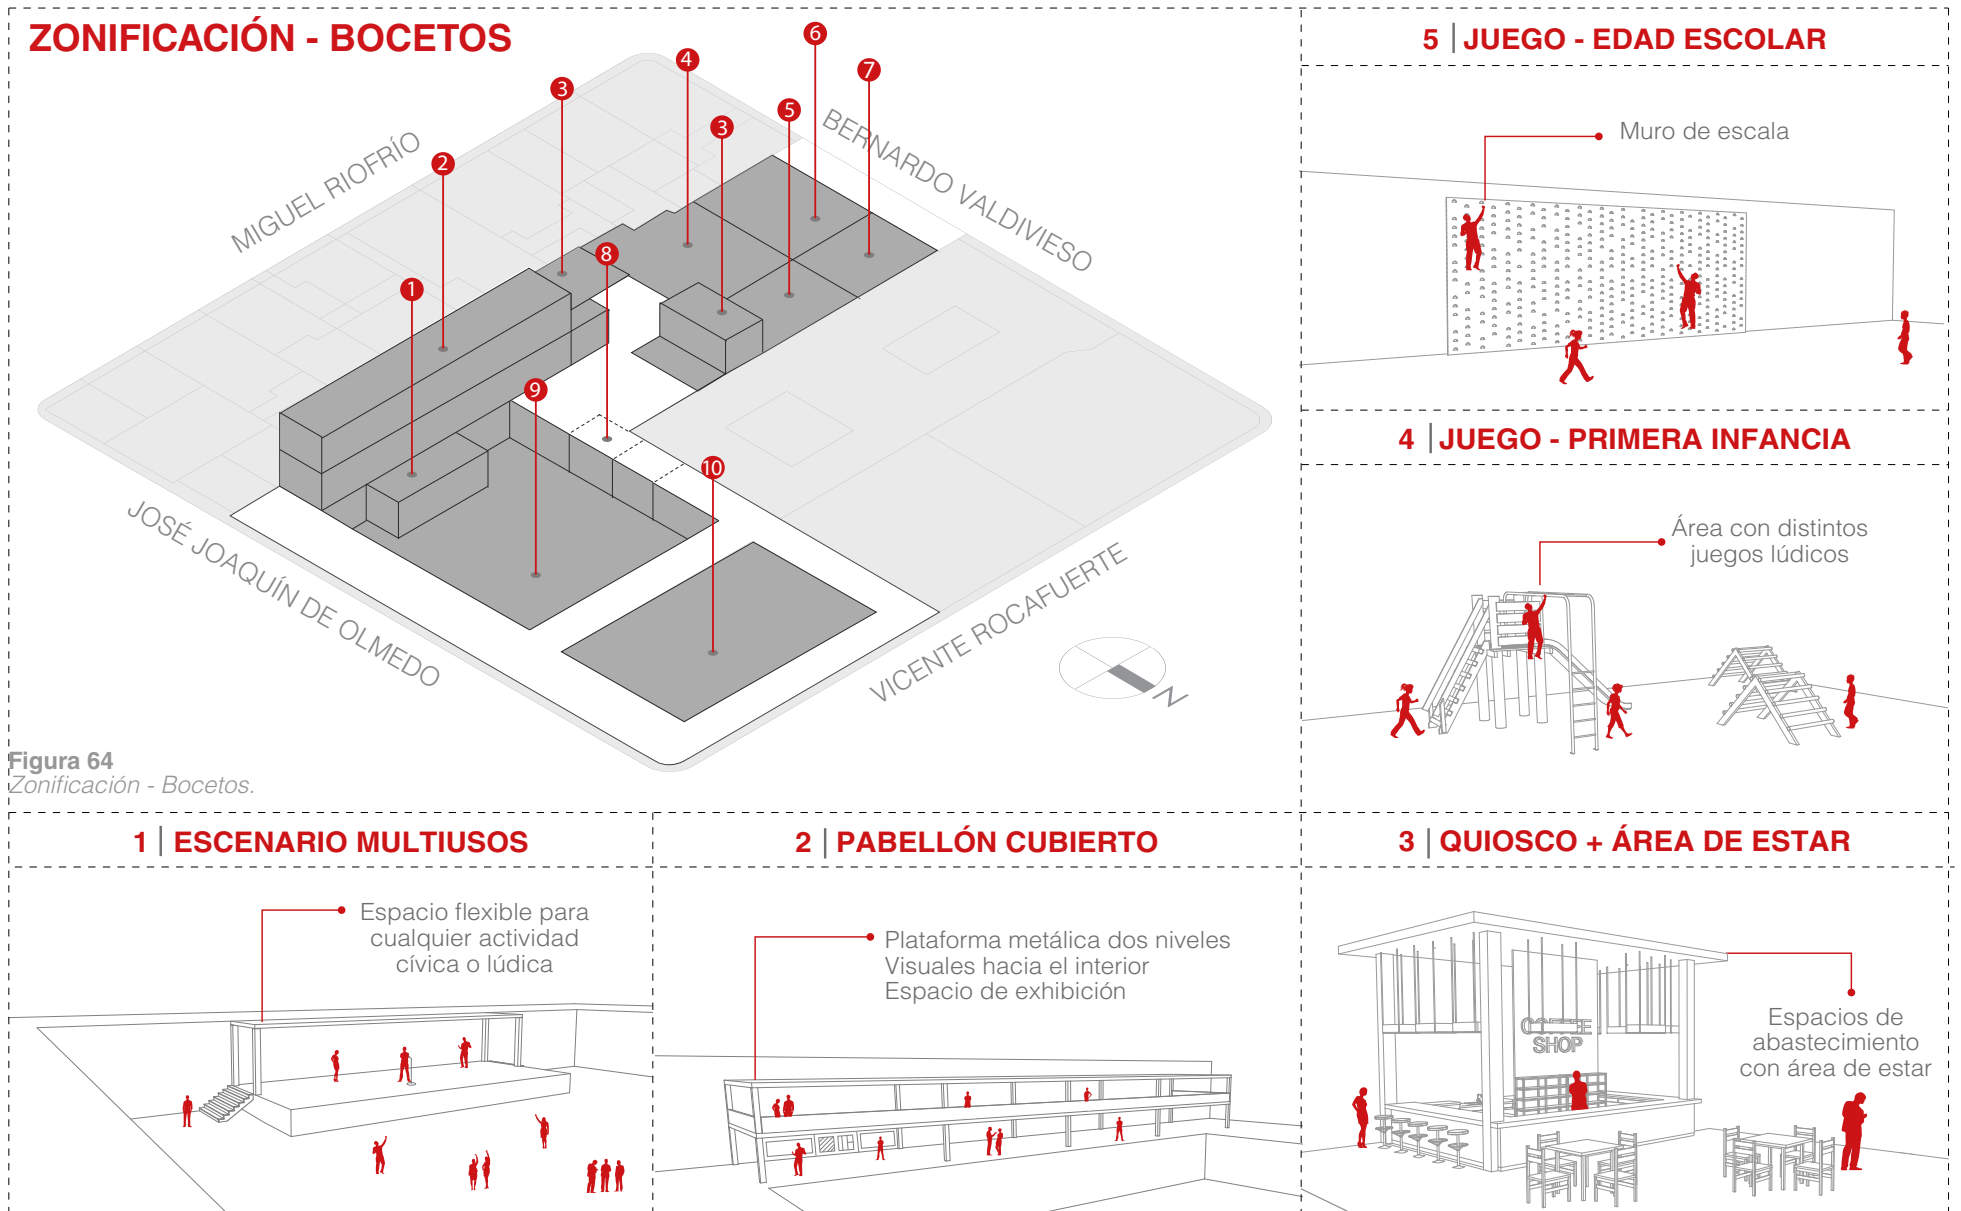 ZONIFICACIÓN - BOCETOS
6
4
7
3
5
3
2
8
1
9
10
MIGUEL RIOFRÍO
BERNARDO VALDIVIESO
JOSÉ JOAQUÍN DE OLMEDO
VICENTE ROCAFUERTE
N
Figura 64
Zonificación - Bocetos.
5 | JUEGO - EDAD ESCOLAR
Muro de escala
4 | JUEGO - PRIMERA INFANCIA
Área con distintos
juegos lúdicos
1 | ESCENARIO MULTIUSOS
Espacio flexible para
cualquier actividad
cívica o lúdica
2 | PABELLÓN CUBIERTO
Plataforma metálica dos niveles
Visuales hacia el interior
Espacio de exhibición
3 | QUIOSCO + ÁREA DE ESTAR
COFFEE
SHOP
Espacios de
abastecimiento
con área de estar